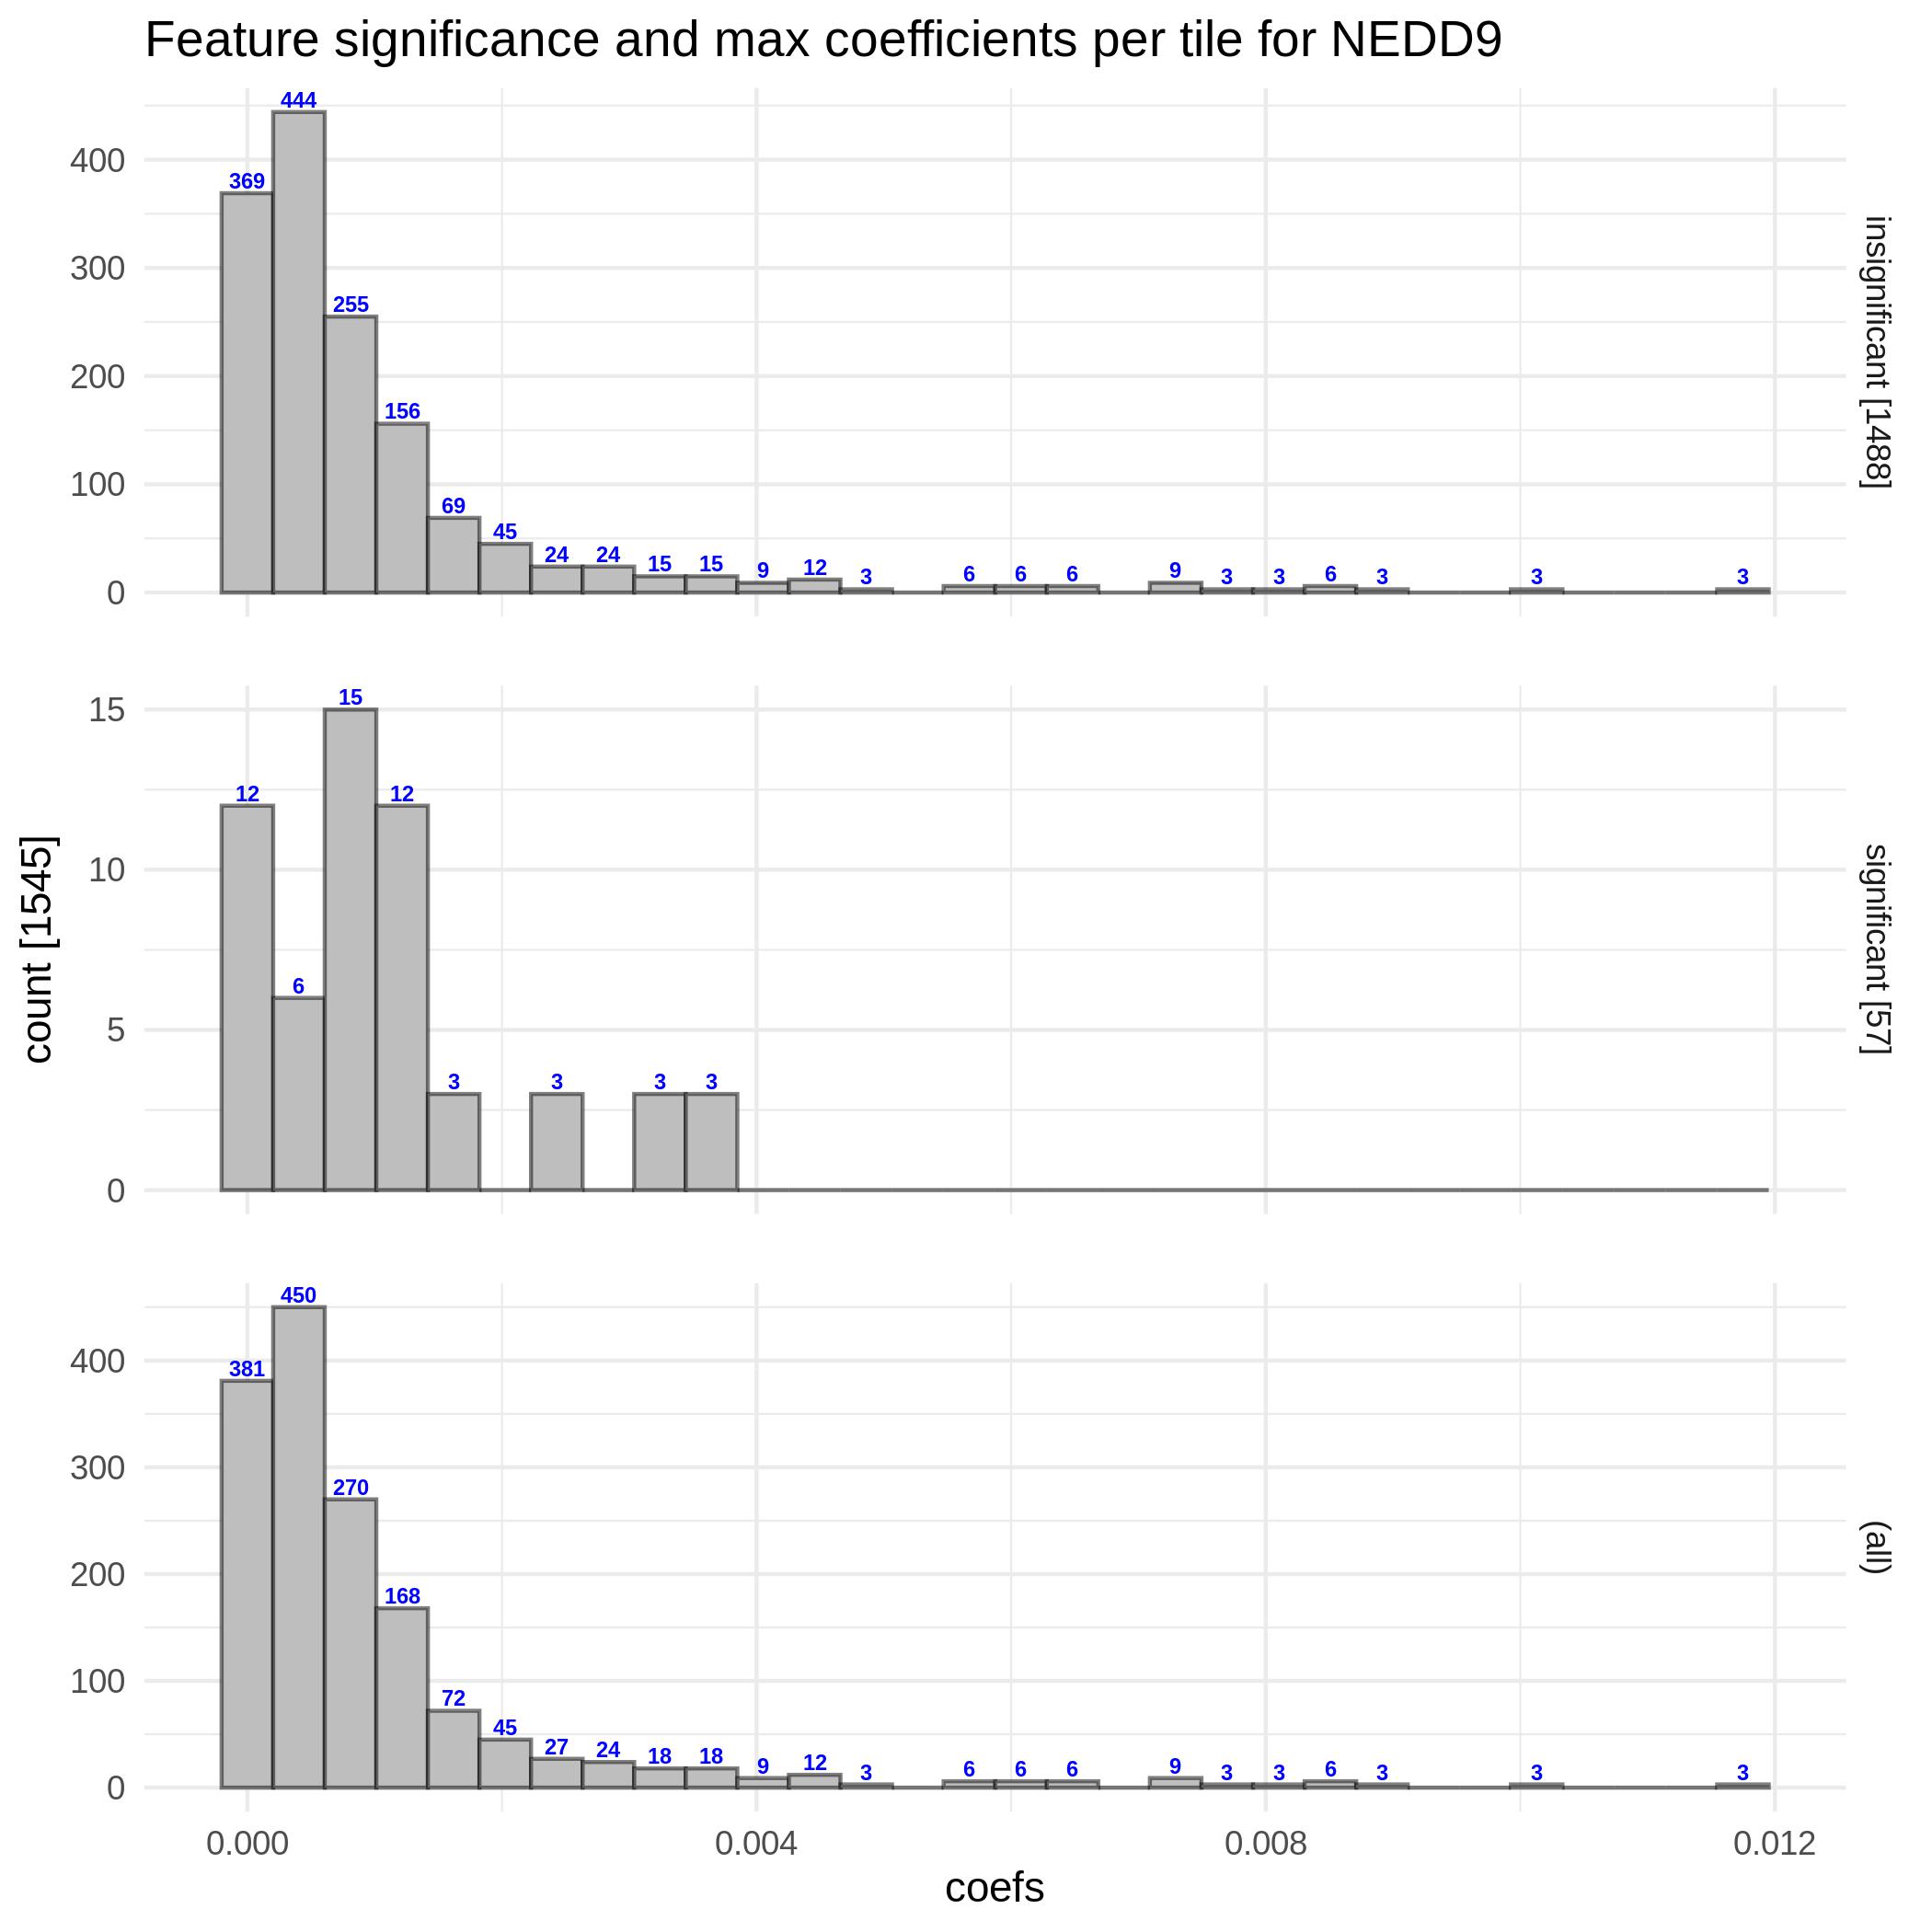 Feature significance and max coefficients per tile for NEDD9
444
400
369
300
255
200
156
100
69
45
24 24 15 15 9 12 3 6 6 6 9 3 3 6 3 3 3
0
insignificant [1488]
15
15
12 12
10
6
5
3 3 3 3
0
significant [57]
count [1545]
450
400
381
300
270
200
168
100
72
45
27 24 18 18 9 12 3 6 6 6 9 3 3 6 3 3 3
0
(all)
0.000 0.004 0.008 0.012
coefs